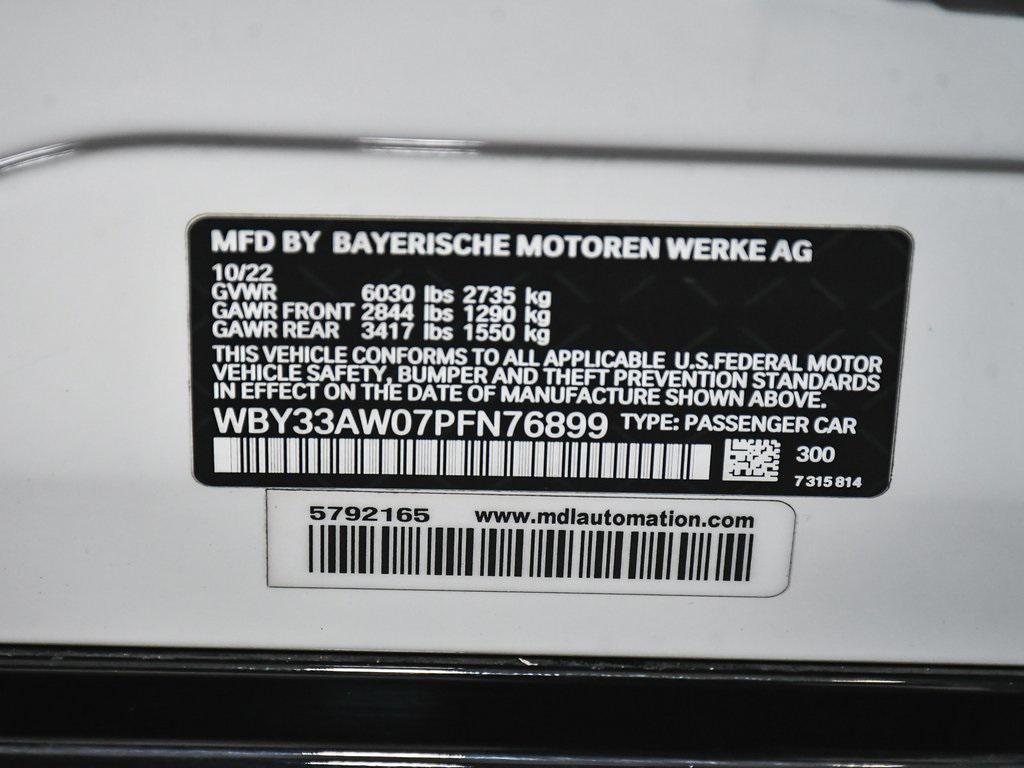 MFD BY BAYERISCHE MOTOREN WERKE AG
10/22
GVWR 6030 lbs 2735 kg
GAWR FRONT 2844 lbs 1290 kg
GAWR REAR 3417 lbs 1550 kg
THIS VEHICLE CONFORMS TO ALL APPLICABLE U.S.FEDERAL MOTOR
VEHICLE SAFETY, BUMPER AND THEFT PREVENTION STANDARDS
IN EFFECT ON THE DATE OF MANUFACTURE SHOWN ABOVE.
WBY33AW07PFN76899 TYPE: PASSENGER CAR
300
7 315 814
5792165 www.mdlautomation.com